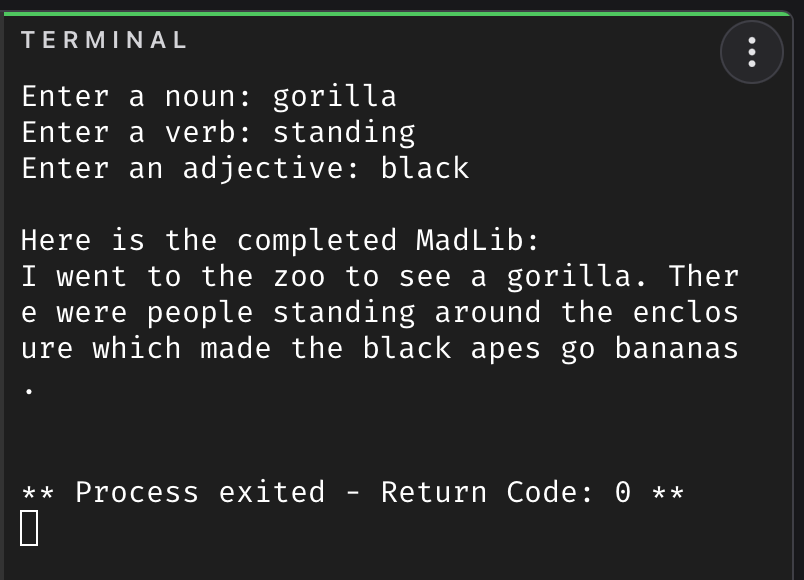 TERMINAL
Enter a noun: gorilla
Enter a verb: standing
Enter an adjective: black
Here is the completed MadLib:
I went to the zoo to see a gorilla. Ther
e were people standing around the enclos
ure which made the black apes go bananas
.
** Process exited - Return Code: 0 **